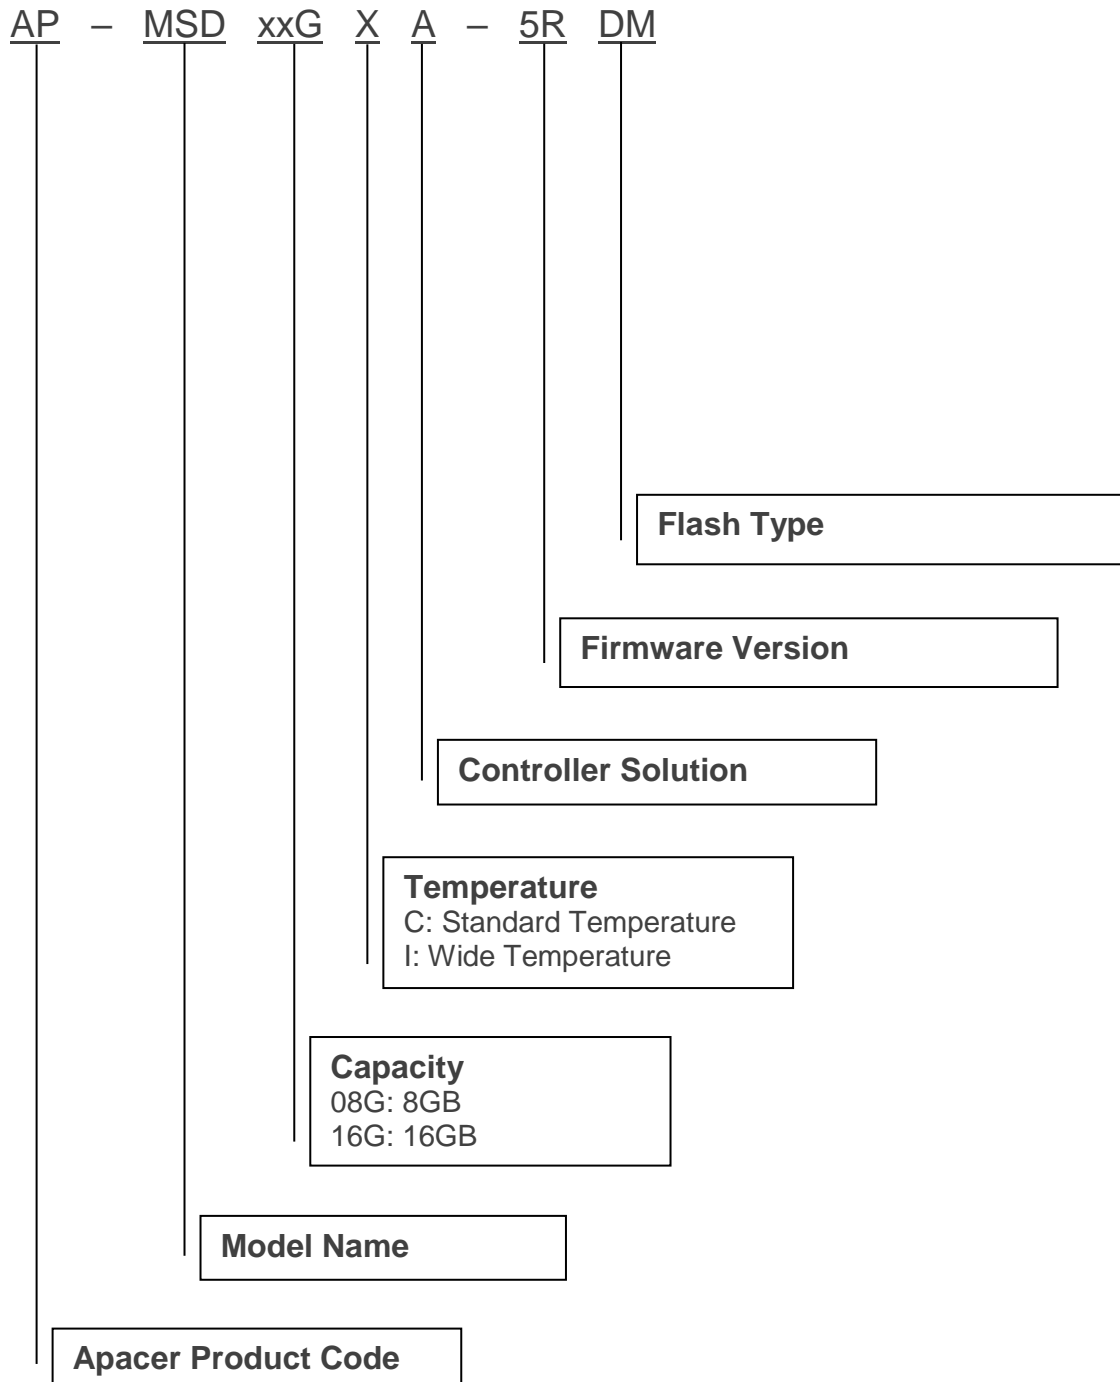 AP – MSD xxG X A – 5R DM
Flash Type
Firmware Version
Controller Solution
Temperature
C: Standard Temperature
I: Wide Temperature
Capacity
08G: 8GB
16G: 16GB
Model Name
Apacer Product Code